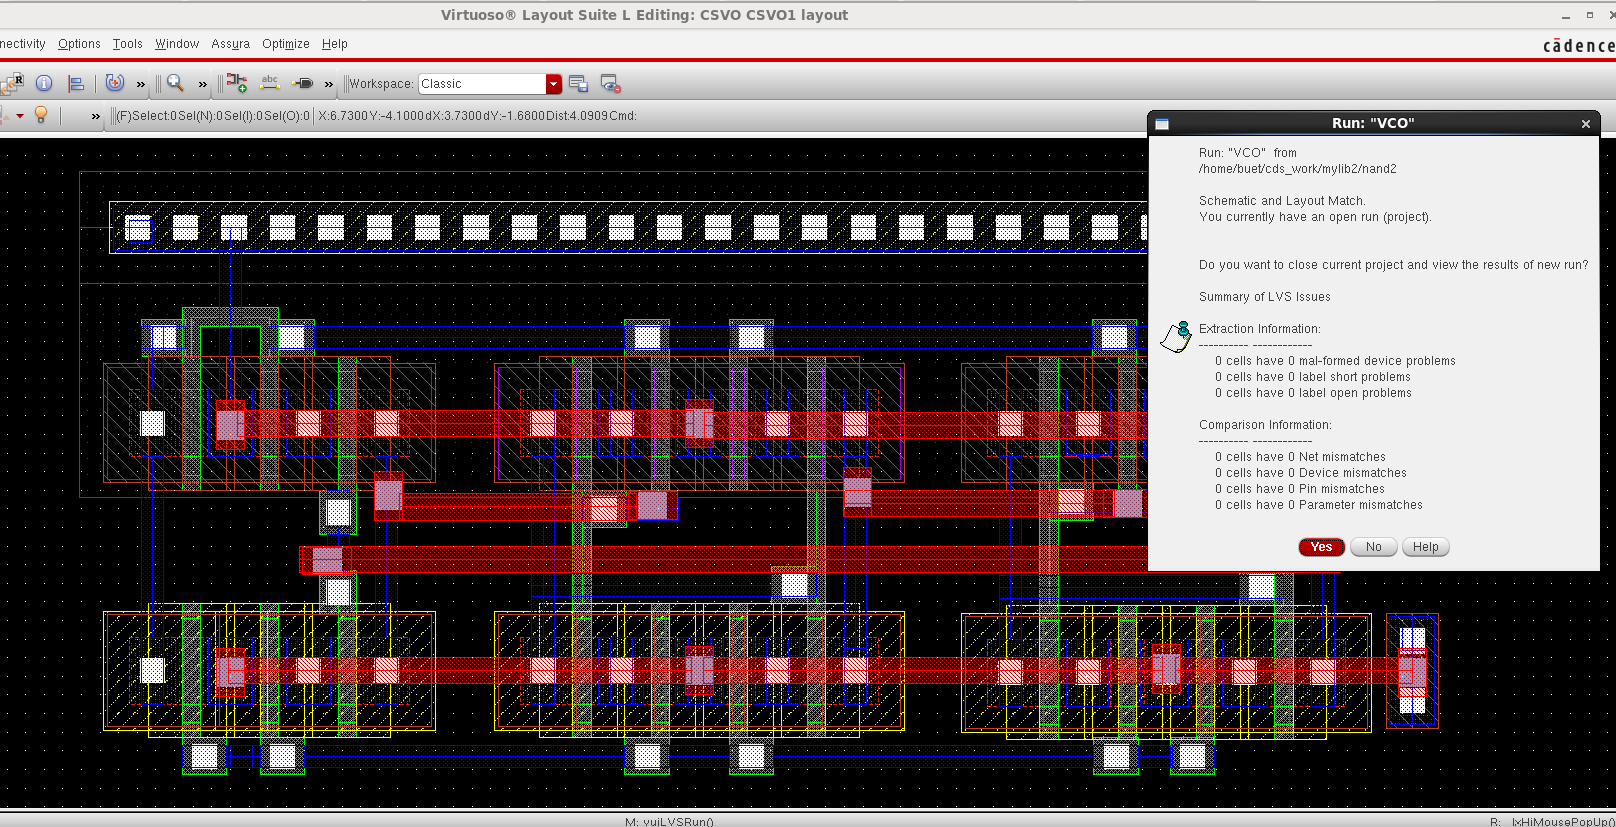 Virtuoso® Layout Suite L Editing: CSVO CSVO1 layout
nectivity Options Tools Window Assura Optimize Help
cādence
R
abc
» » » Workspace: Classic
» (F)Select:0 Sel(N):0 Sel(I):0 Sel(O):0 X:6.7300 Y:-4.1000 dX:3.7300 dY:-1.6800 Dist:4.0909 Cmd:
Run: "VCO"
Run: "VCO" from
/home/buet/cds_work/mylib2/nand2
Schematic and Layout Match.
You currently have an open run (project).
Do you want to close current project and view the results of new run?
Summary of LVS Issues
Extraction Information:
---------- ------------
0 cells have 0 mal-formed device problems
0 cells have 0 label short problems
0 cells have 0 label open problems
Comparison Information:
---------- ------------
0 cells have 0 Net mismatches
0 cells have 0 Device mismatches
0 cells have 0 Pin mismatches
0 cells have 0 Parameter mismatches
Yes No Help
M: vuiLVSRun()
R: lxHiMousePopUp()